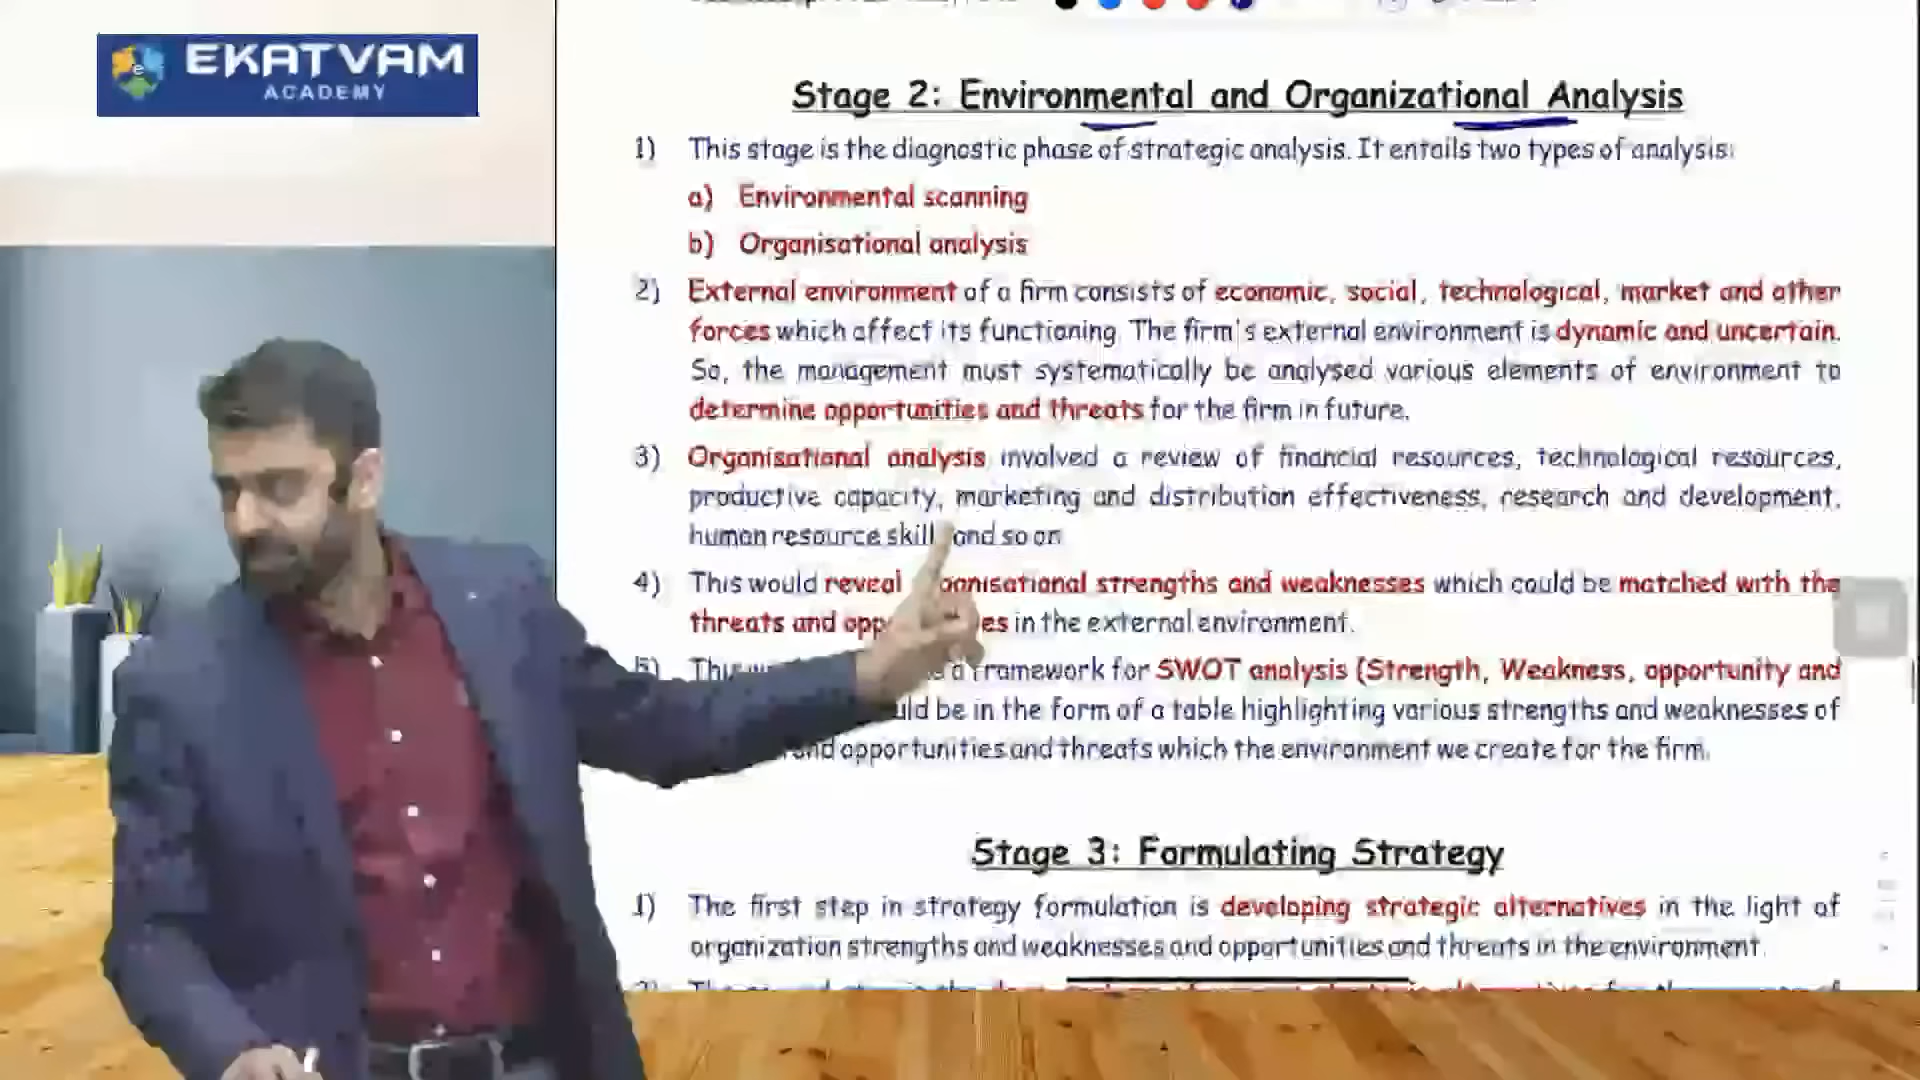 EKATVAM
ACADEMY
Stage 2: Environmental and Organizational Analysis
1) This stage is the diagnostic phase of strategic analysis. It entails two types of analysis:
a) Environmental scanning
b) Organisational analysis
2) External environment of a firm consists of economic, social, technological, market and other
forces which affect its functioning. The firm's external environment is dynamic and uncertain.
So, the management must systematically be analysed various elements of environment to
determine opportunities and threats for the firm in future.
3) Organisational analysis involved a review of financial resources, technological resources,
productive capacity, marketing and distribution effectiveness, research and development,
human resource skill and so on
4) This would reveal strengths and weaknesses which could be matched with the
threats and in the external environment.
5) framework for SWOT analysis (Strength, Weakness, opportunity and
be in the form of a table highlighting various strengths and weaknesses of
opportunities and threats which the environment we create for the firm.
Stage 3: Formulating Strategy
1) The first step in strategy formulation is developing strategic alternatives in the light of
organization strengths and weaknesses and opportunities and threats in the environment.